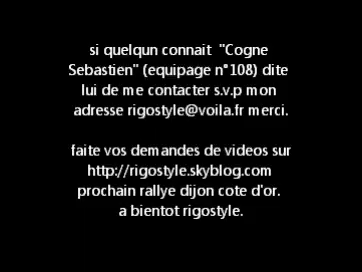 si quelqun connait "Cogne
Sebastien" (equipage n°108) dite
lui de me contacter s.v.p mon
adresse rigostyle@voila.fr merci.
faite vos demandes de videos sur
http://rigostyle.skyblog.com
prochain rallye dijon cote d'or.
a bientot rigostyle.